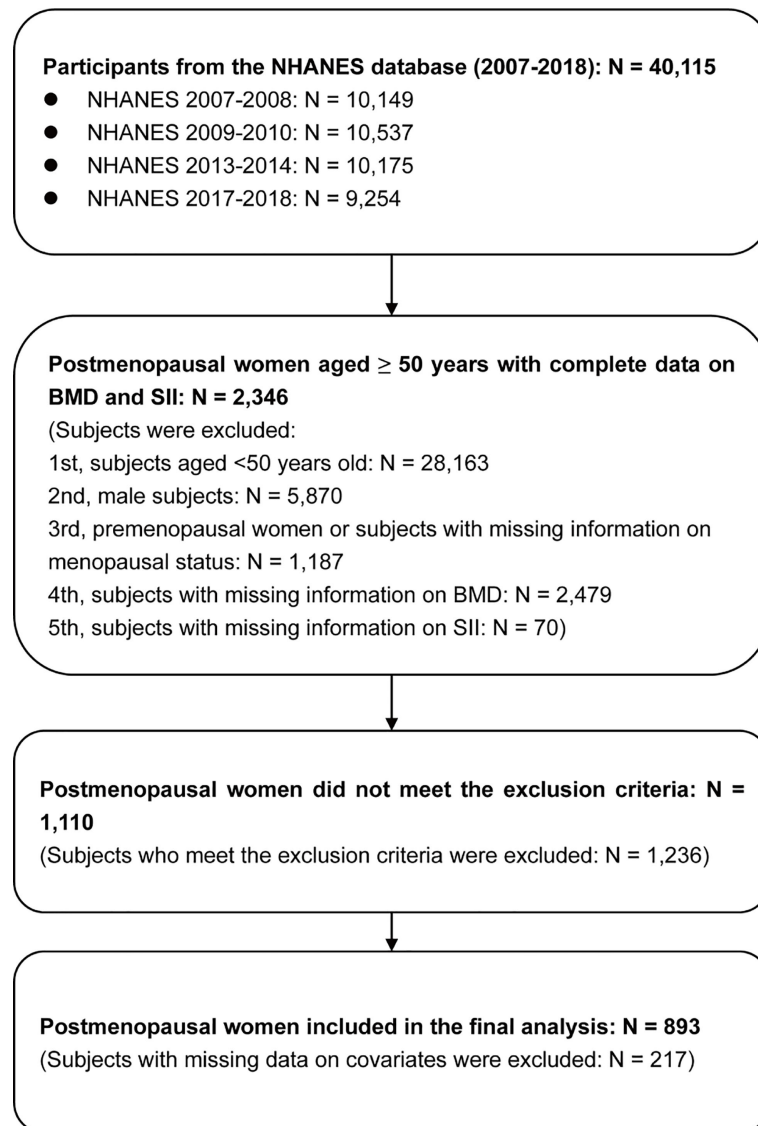 Participants from the NHANES database (2007-2018): N = 40,115
● NHANES 2007-2008: N = 10,149
● NHANES 2009-2010: N = 10,537
● NHANES 2013-2014: N = 10,175
● NHANES 2017-2018: N = 9,254
Postmenopausal women aged ≥ 50 years with complete data on
BMD and SII: N = 2,346
(Subjects were excluded:
1st, subjects aged <50 years old: N = 28,163
2nd, male subjects: N = 5,870
3rd, premenopausal women or subjects with missing information on
menopausal status: N = 1,187
4th, subjects with missing information on BMD: N = 2,479
5th, subjects with missing information on SII: N = 70)
Postmenopausal women did not meet the exclusion criteria: N =
1,110
(Subjects who meet the exclusion criteria were excluded: N = 1,236)
Postmenopausal women included in the final analysis: N = 893
(Subjects with missing data on covariates were excluded: N = 217)